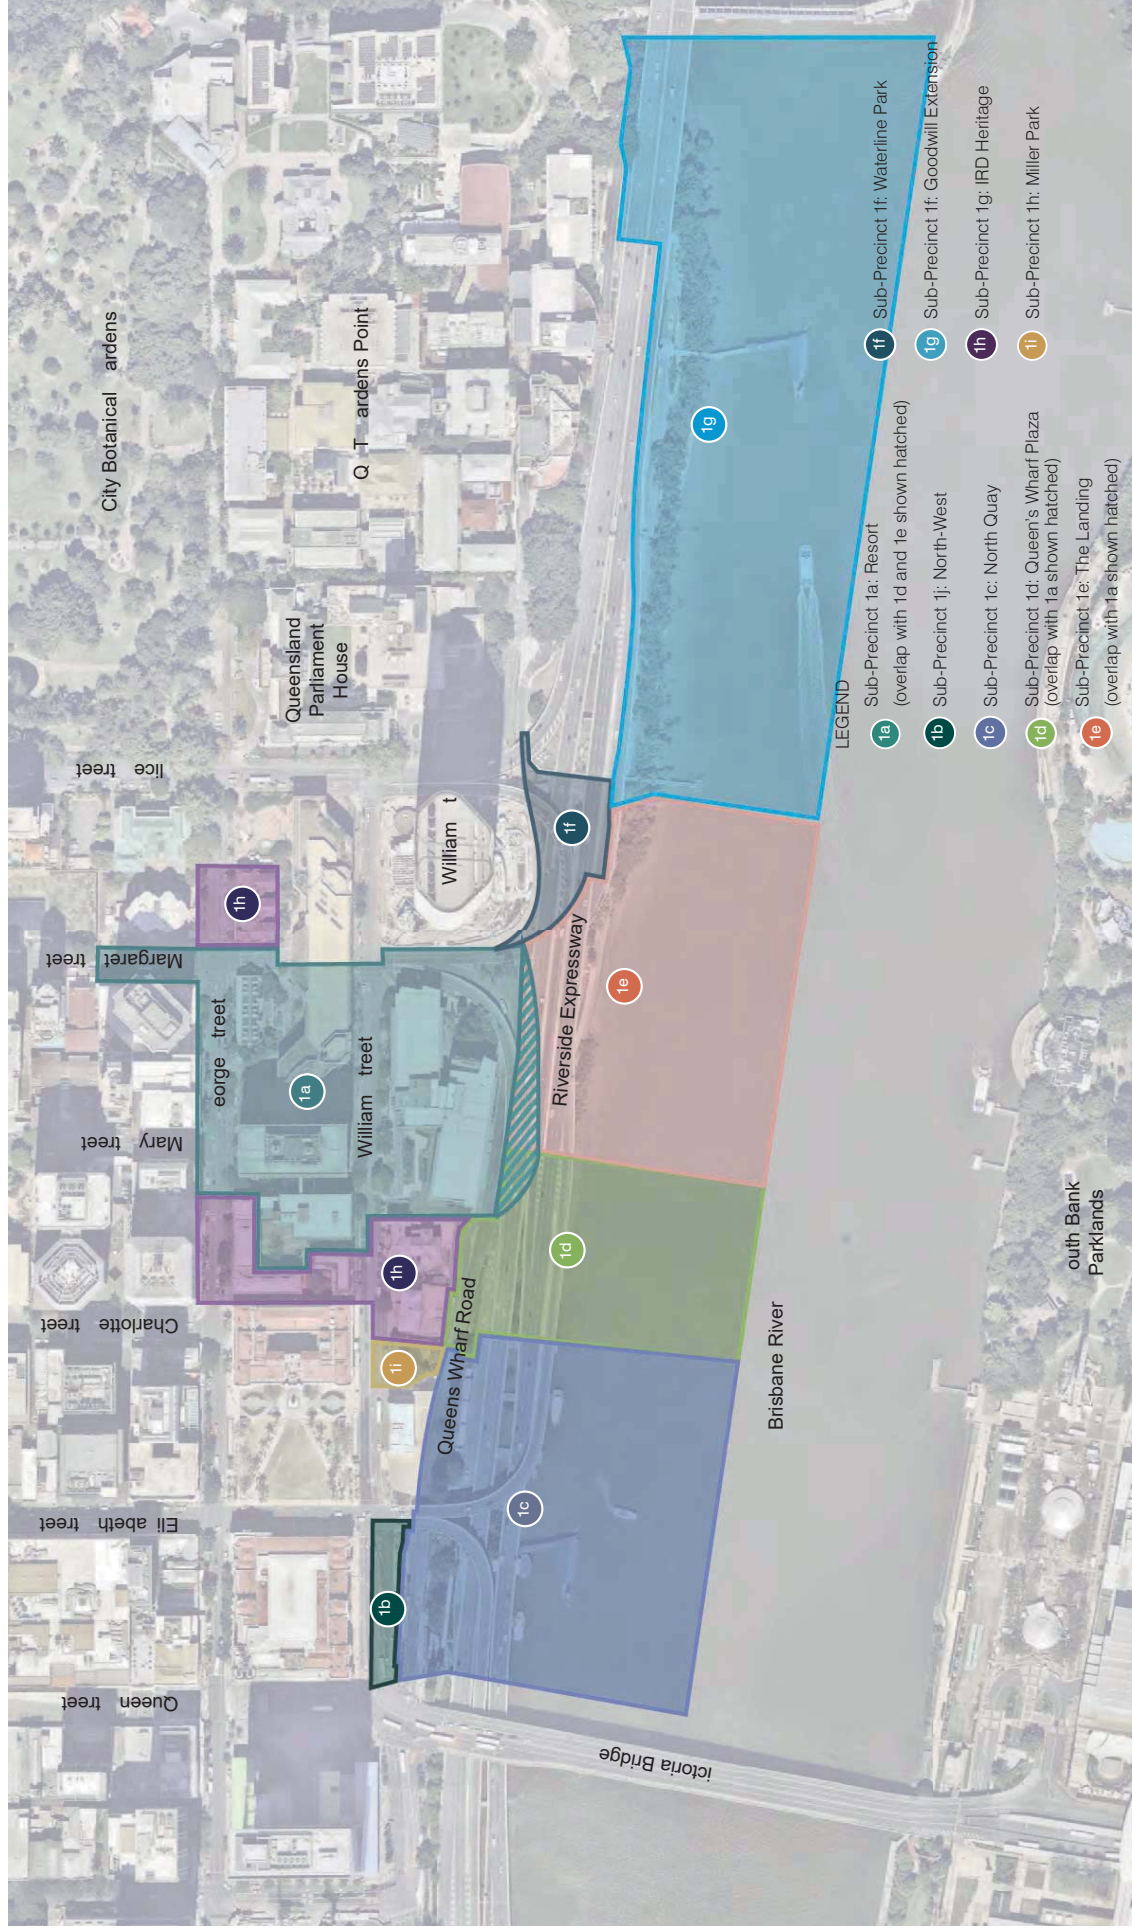 Queen treet
Eli abeth treet
Charlotte treet
Mary treet
Margaret treet
lice treet
City Botanical ardens
Q T ardens Point
Queensland
Parliament
House
eorge treet
William treet
William t
1h
1a
1h
1i
1b
1f
Queens Wharf Road
Riverside Expressway
1c
1d
1e
1g
ictoria Bridge
Brisbane River
outh Bank
Parklands
LEGEND
1a Sub-Precinct 1a: Resort
(overlap with 1d and 1e shown hatched)
1b Sub-Precinct 1j: North-West
1c Sub-Precinct 1c: North Quay
1d Sub-Precinct 1d: Queen's Wharf Plaza
(overlap with 1a shown hatched)
1e Sub-Precinct 1e: The Landing
(overlap with 1a shown hatched)
1f Sub-Precinct 1f: Waterline Park
1g Sub-Precinct 1f: Goodwill Extension
1h Sub-Precinct 1g: IRD Heritage
1i Sub-Precinct 1h: Miller Park